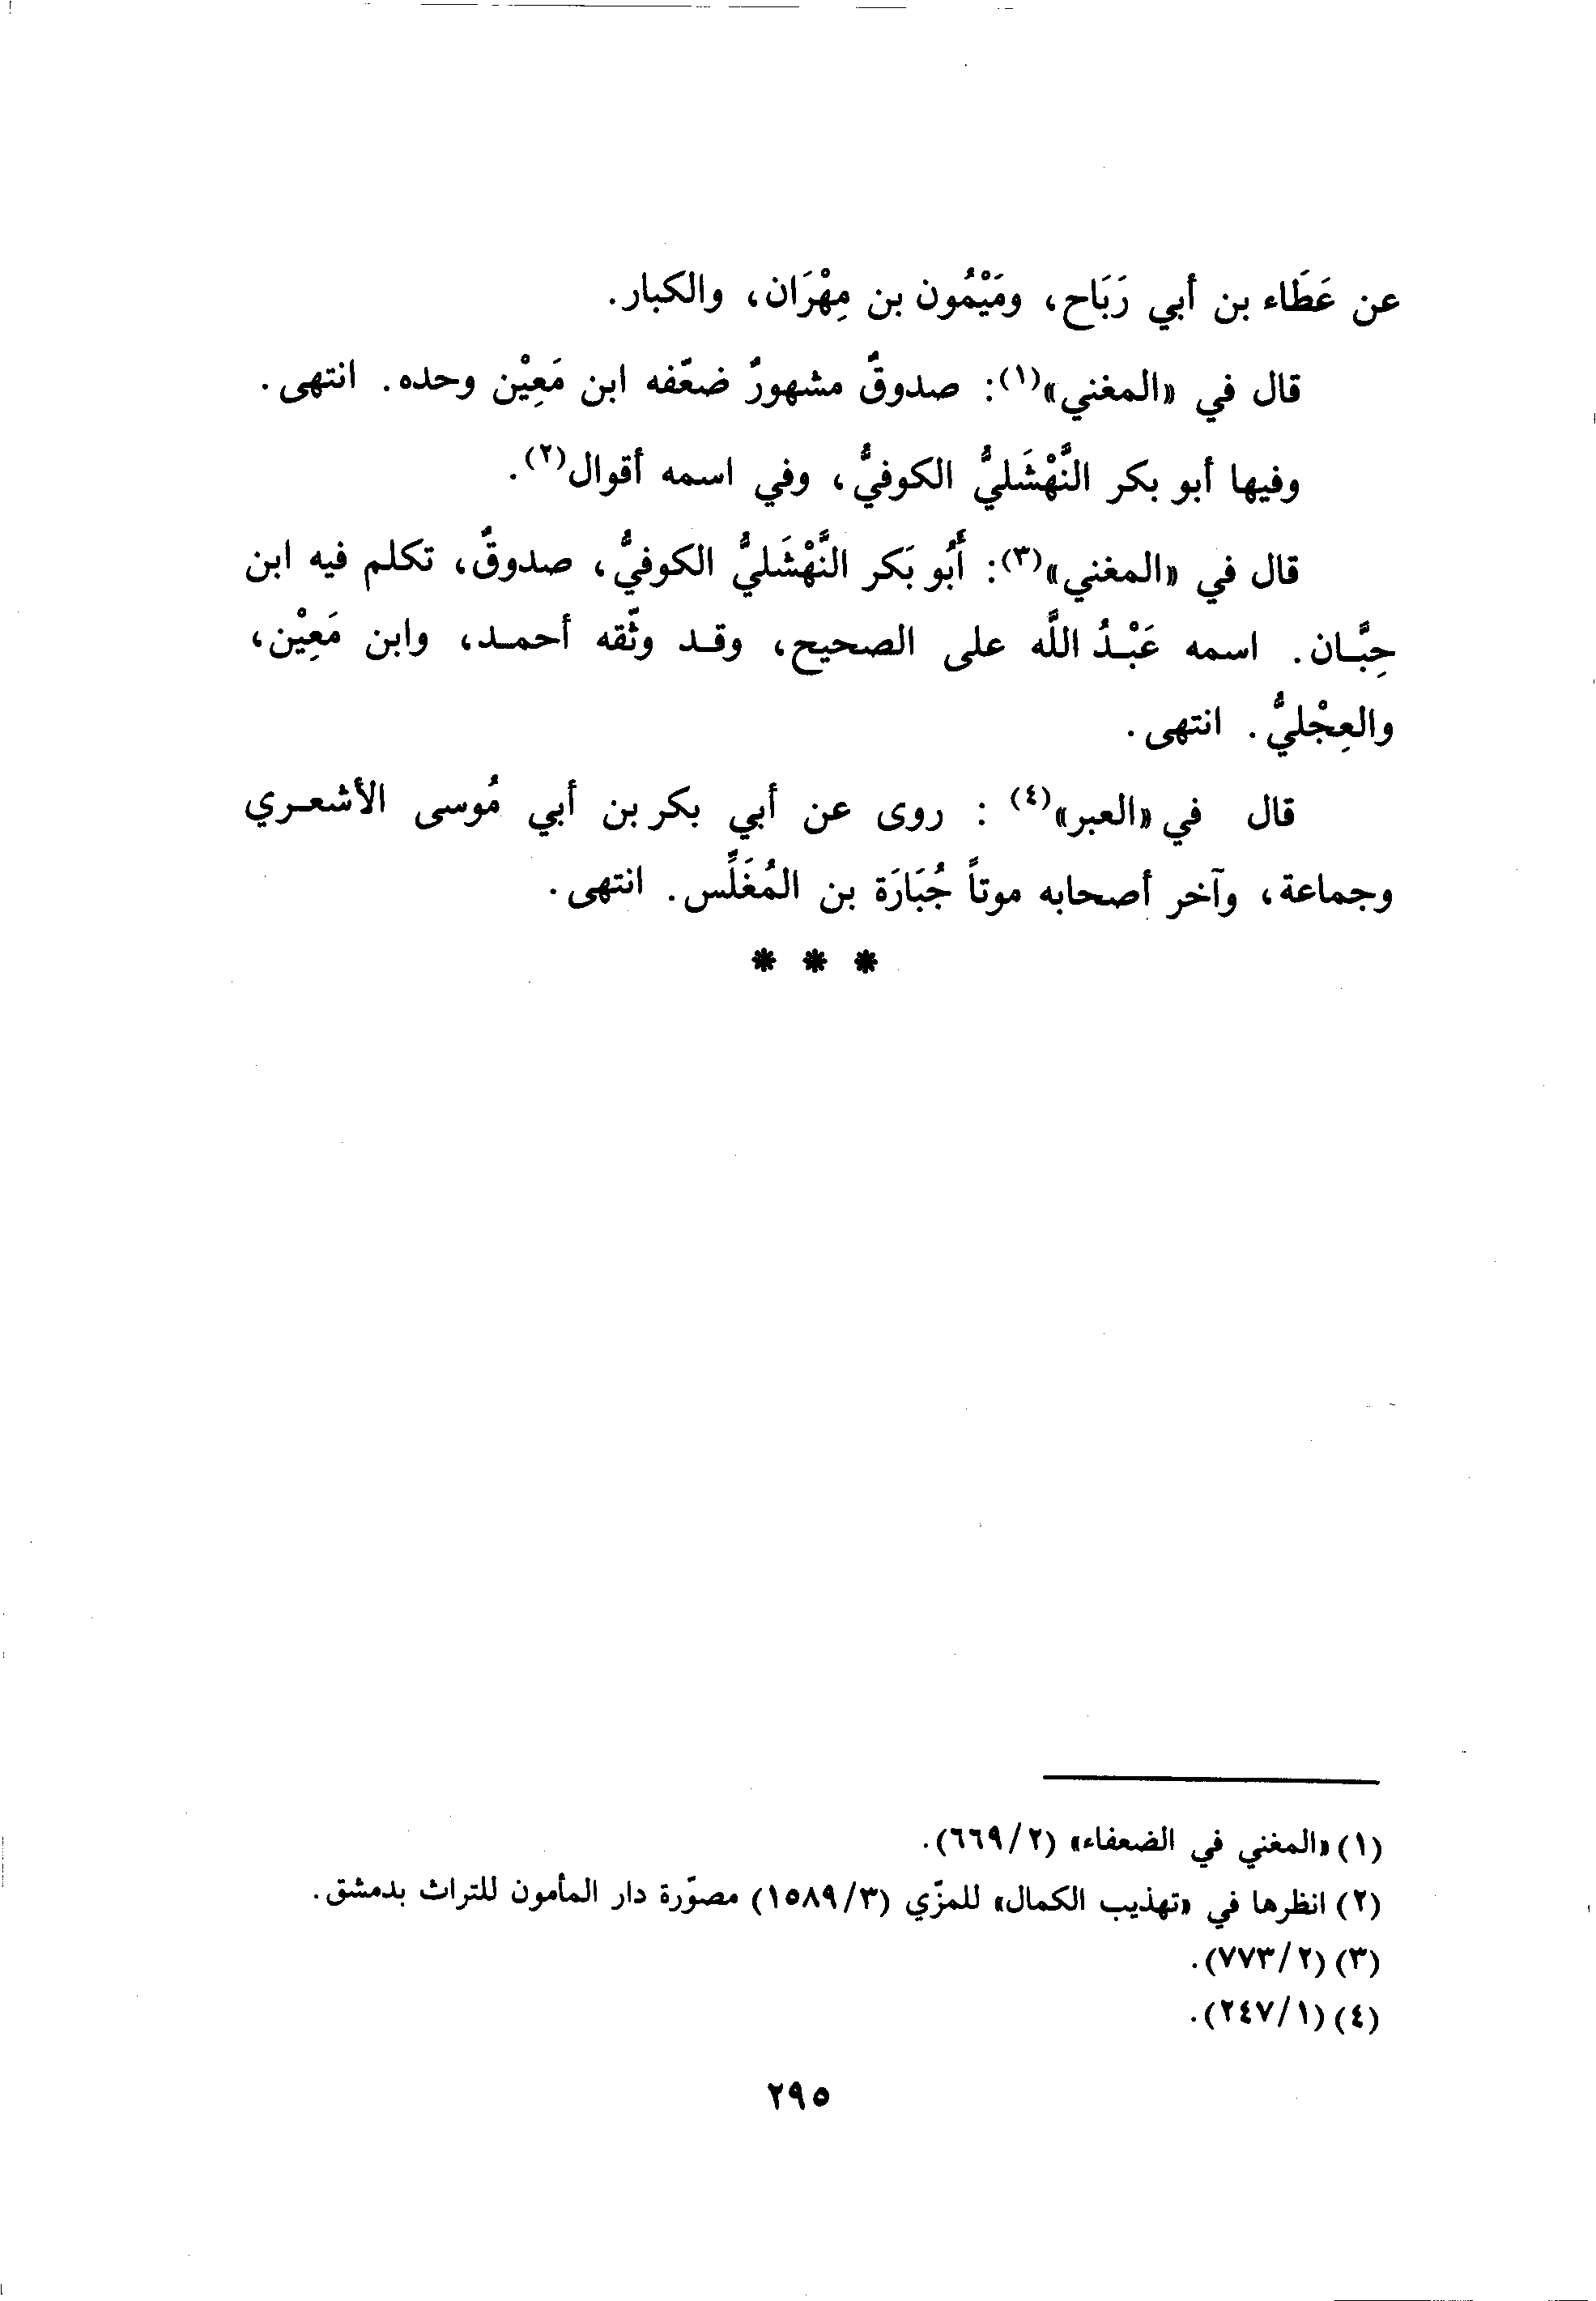 عن عَطَاء بن أبي رَبَاح، ومَيْمُون بن مِهْرَان، والكبار.
قال في «المغني»(١): صدوقٌ مشهورٌ ضعّفه ابن مَعِيْن وحده. انتهى.
وفيها أبو بكر النَّهْشَليُّ الكوفيُّ، وفي اسمه أقوال(٢).
قال في «المغني»(٣): أَبُو بَكر النَّهْشَليُّ الكوفيُّ، صدوقٌ، تكلم فيه ابن
حِبَّـان. اسمه عَبْـدُ اللَّه على الصحيح، وقـد وثّقه أحمـد، وابن مَعِيْن،
والعِجْليُّ. انتهى.
قال في «العبر»(٤): روى عن أبي بكر بن أبي مُوسى الأشعـري
وجماعة، وآخر أصحابه موتاً جُبَارَة بن المُغَلِّس. انتهى.
* * *
(١) «المغني في الضعفاء» (٢/٦٦٩).
(٢) انظرها في «تهذيب الكمال» للمزّي (٣/١٥٨٩) مصوّرة دار المأمون للتراث بدمشق.
(٣) (٢/٧٧٣).
(٤) (١/٢٤٧).
٢٩٥